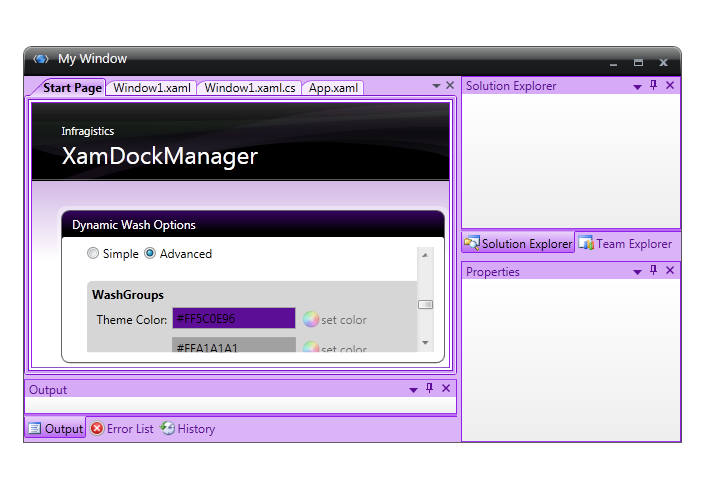 My Window
Start Page Window1.xaml Window1.xaml.cs App.xaml
Infragistics
XamDockManager
Dynamic Wash Options
Simple Advanced
WashGroups
Theme Color: #FF5C0E96 set color
#FFA1A1A1 set color
Output
Output Error List History
Solution Explorer
Solution Explorer Team Explorer
Properties